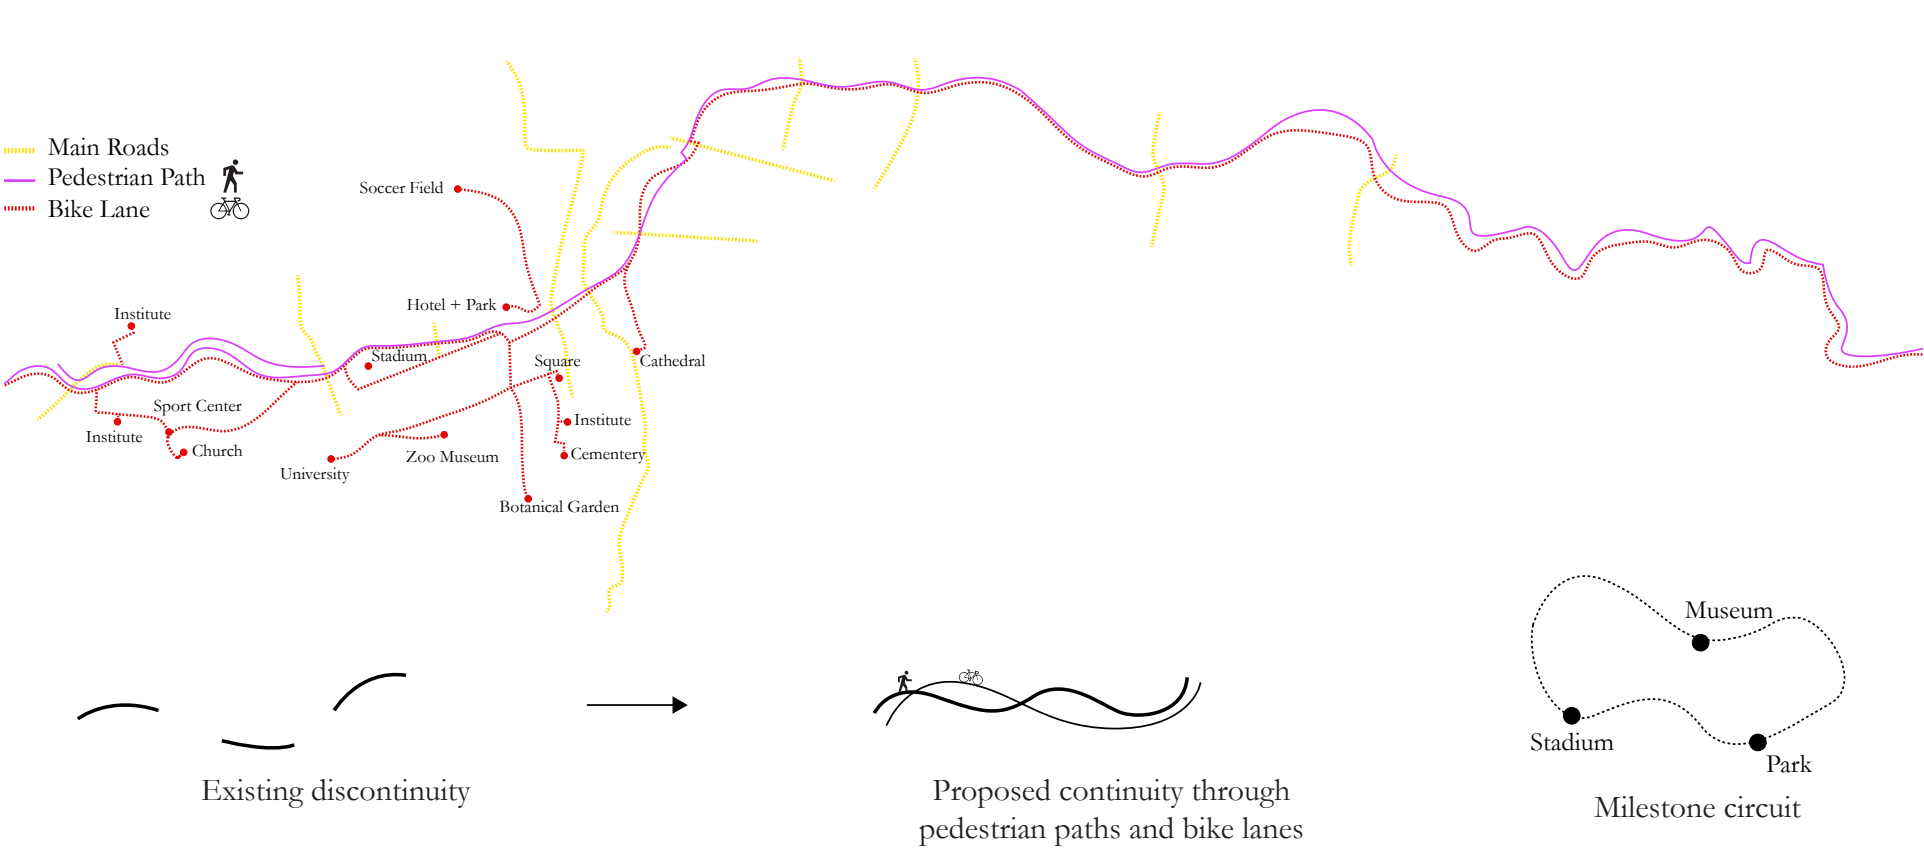 Main Roads
Pedestrian Path
Bike Lane
Soccer Field
Hotel + Park
Institute
Stadium
Square
Cathedral
Sport Center
Institute
Institute
Church
Cementery
University
Zoo Museum
Botanical Garden
Museum
Stadium
Park
Existing discontinuity
Proposed continuity through
pedestrian paths and bike lanes
Milestone circuit